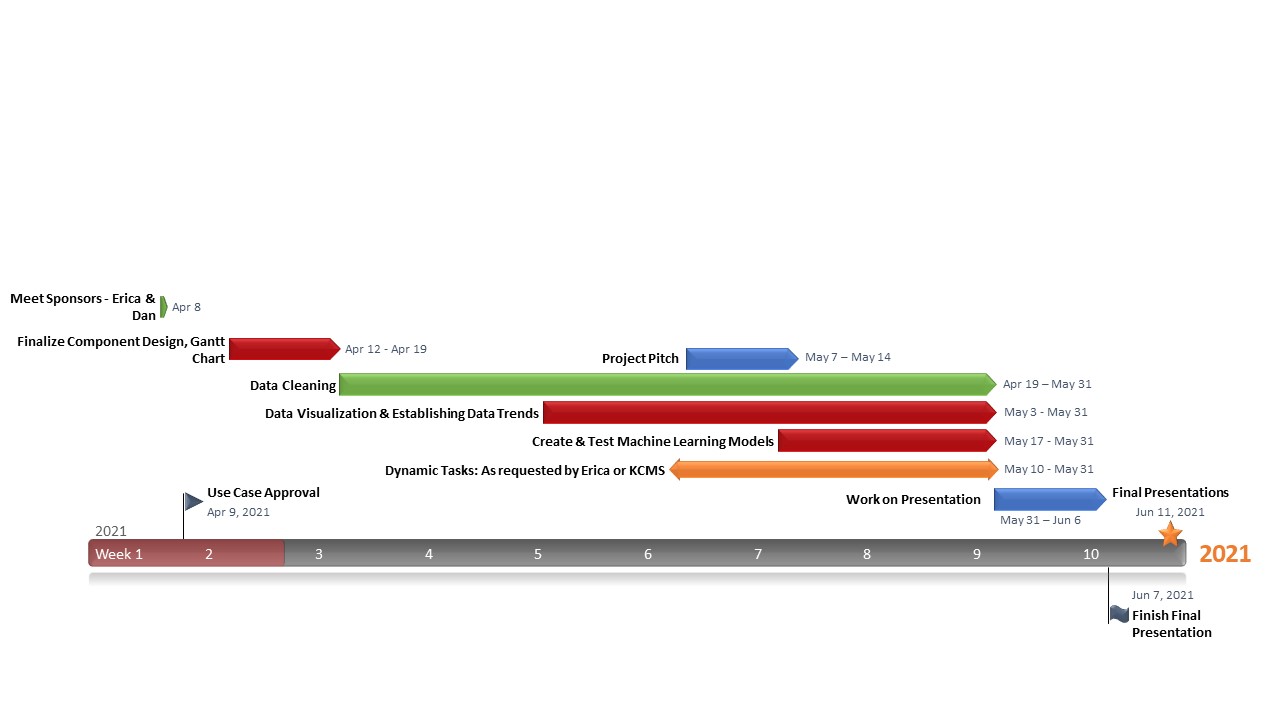 Meet Sponsors - Erica &
Dan
Apr 8
Finalize Component Design, Gantt
Chart
Apr 12 - Apr 19
Project Pitch
May 7 – May 14
Data Cleaning
Apr 19 – May 31
Data Visualization & Establishing Data Trends
May 3 - May 31
Create & Test Machine Learning Models
May 17 - May 31
Dynamic Tasks: As requested by Erica or KCMS
May 10 - May 31
Use Case Approval
Apr 9, 2021
Work on Presentation
May 31 – Jun 6
Final Presentations
Jun 11, 2021
2021
Week 1 2 3 4 5 6 7 8 9 10
2021
Jun 7, 2021
Finish Final
Presentation